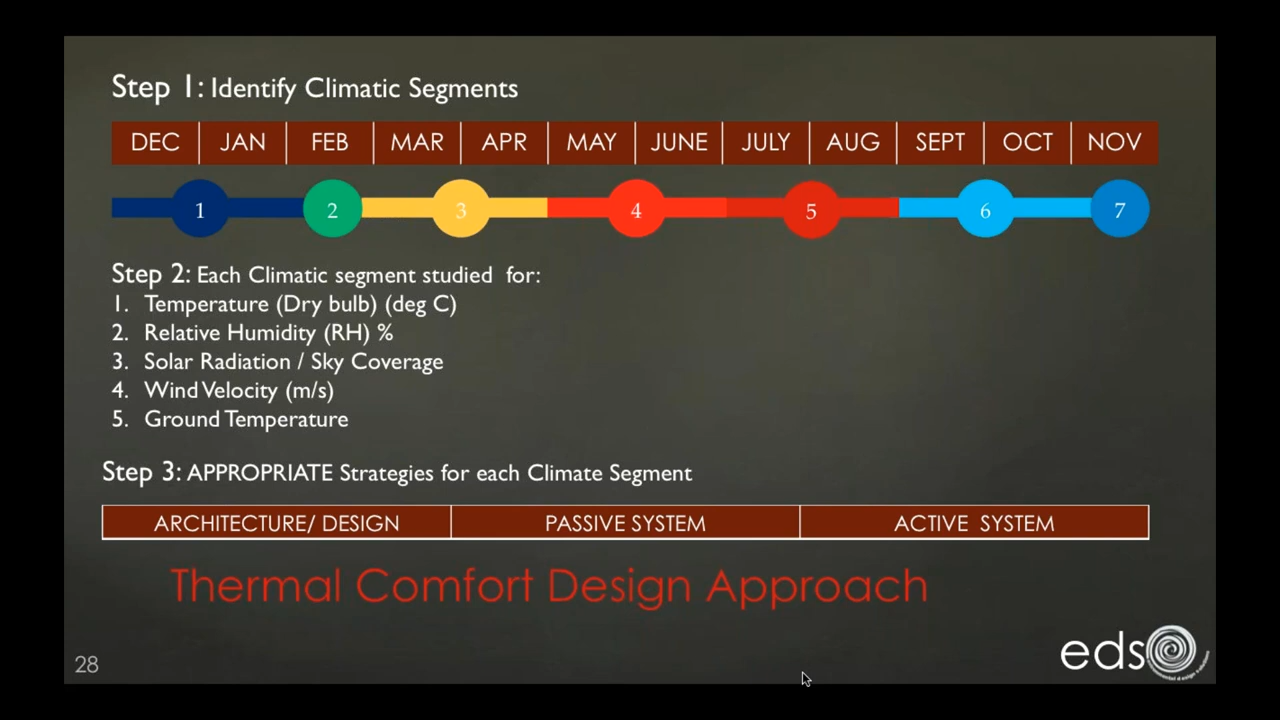 Step 1: Identify Climatic Segments
DEC JAN FEB MAR APR MAY JUNE JULY AUG SEPT OCT NOV
1 2 3 4 5 6 7
Step 2: Each Climatic segment studied for:
1. Temperature (Dry bulb) (deg C)
2. Relative Humidity (RH) %
3. Solar Radiation / Sky Coverage
4. Wind Velocity (m/s)
5. Ground Temperature
Step 3: APPROPRIATE Strategies for each Climate Segment
ARCHITECTURE/ DESIGN PASSIVE SYSTEM ACTIVE SYSTEM
Thermal Comfort Design Approach
eds
28